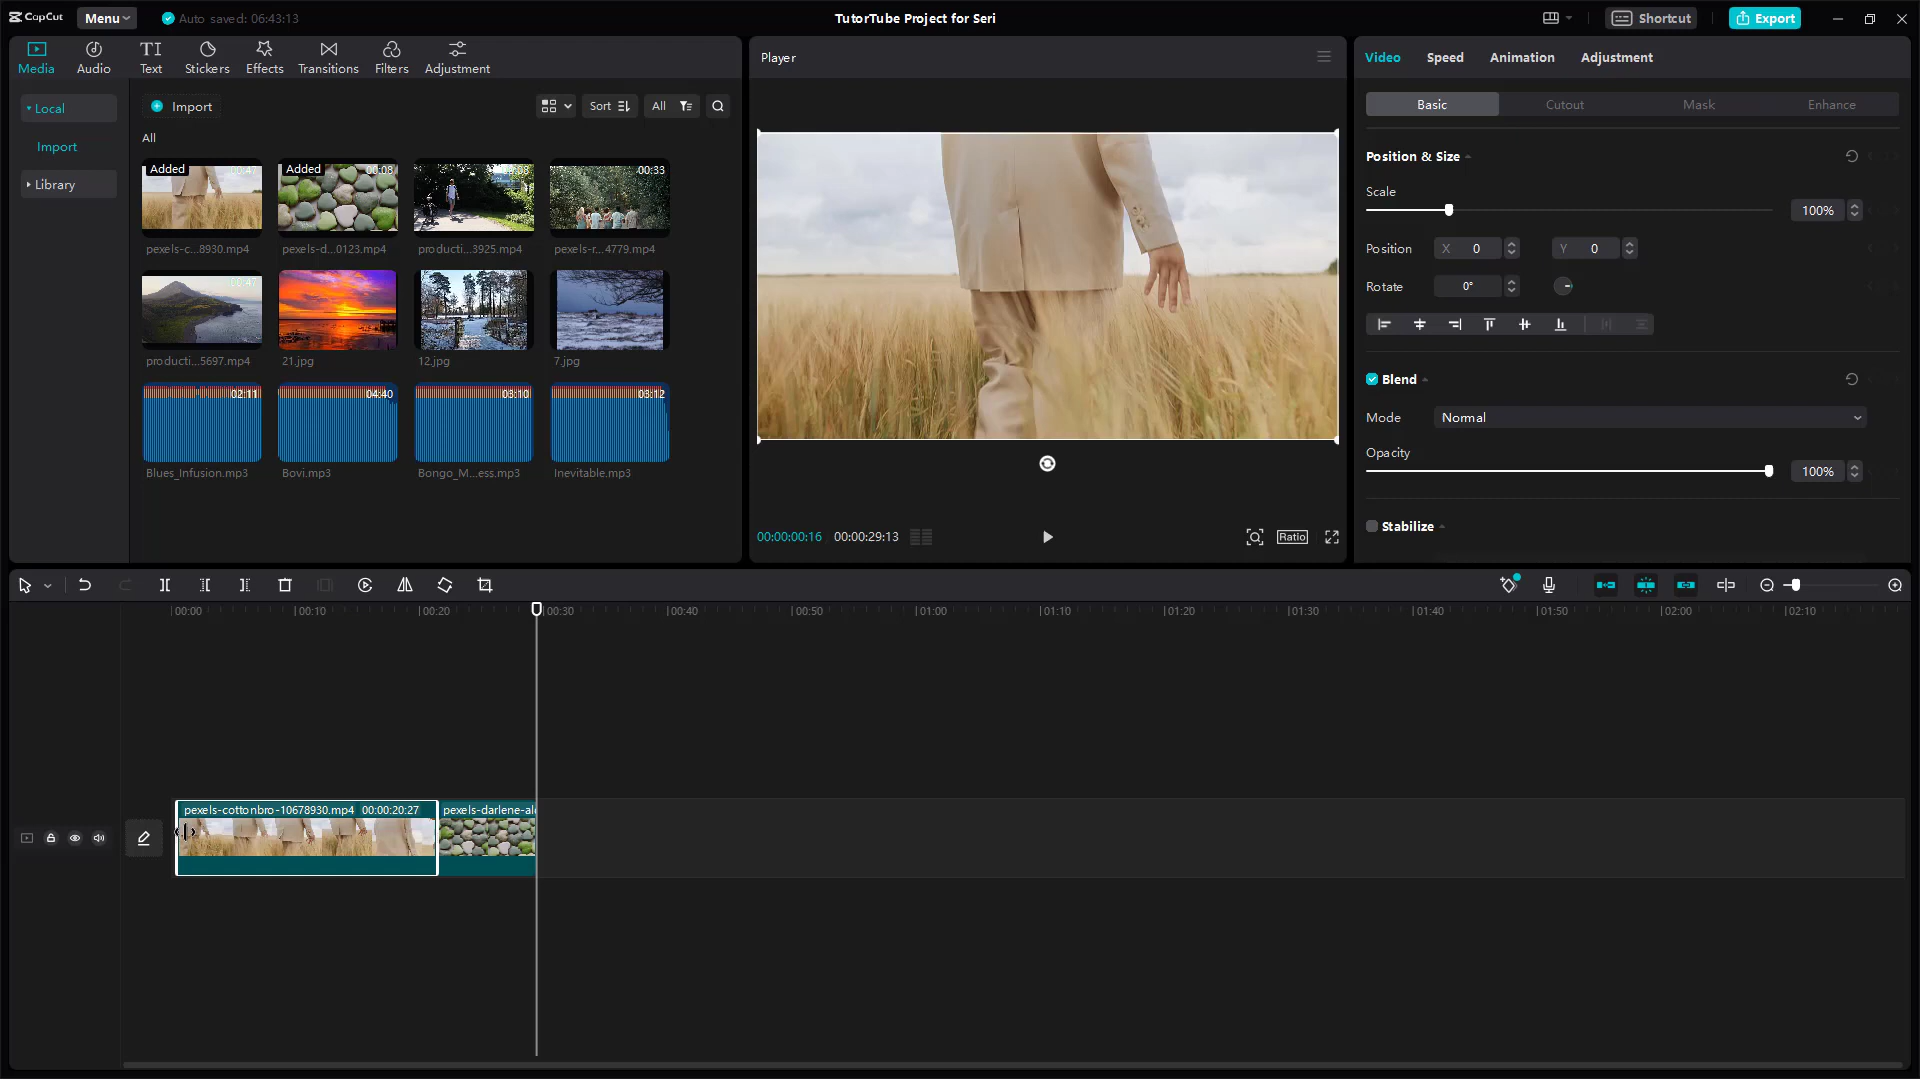 CapCut
Menu
Auto saved: 06:43:13
TutorTube Project for Seri
Shortcut
Export
Media
Audio
TI
Text
Stickers
Effects
Transitions
Filters
Adjustment
Player
Video
Speed
Animation
Adjustment
Local
Import
Library
Import
Sort
All
All
Added
00:47
pexels-c...8930.mp4
Added
00:08
pexels-d...0123.mp4
00:08
producti...3925.mp4
00:33
pexels-r...4779.mp4
00:47
producti...5697.mp4
21.jpg
12.jpg
7.jpg
02:11
Blues_Infusion.mp3
04:40
Bovi.mp3
03:10
Bongo_M...ess.mp3
03:12
Inevitable.mp3
00:00:00:16
00:00:29:13
Ratio
Basic
Cutout
Mask
Enhance
Position & Size
Scale
100%
Position
X 0
Y 0
Rotate
0°
Blend
Mode
Normal
Opacity
100%
Stabilize
00:00
00:10
00:20
00:30
00:40
00:50
01:00
01:10
01:20
01:30
01:40
01:50
02:00
02:10
pexels-cottonbro-10678930.mp4 00:00:20:27
pexels-darlene-al